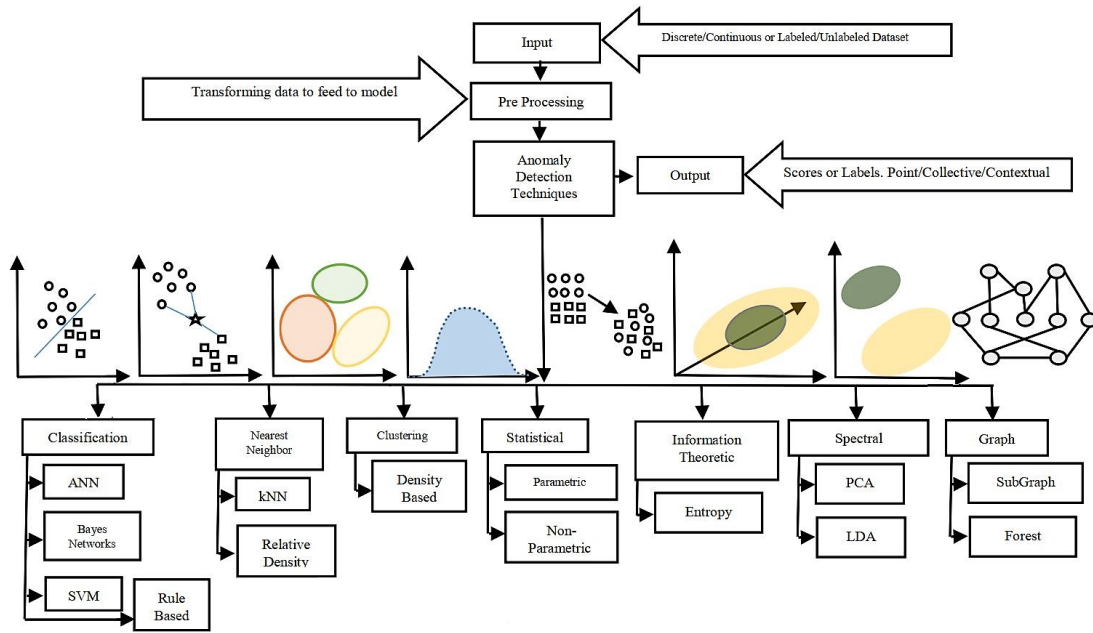 Input
Discrete/Continuous or Labeled/Unlabeled Dataset
Transforming data to feed to model
Pre Processing
Anomaly
Detection
Techniques
Output
Scores or Labels. Point/Collective/Contextual
Classification
ANN
Bayes
Networks
SVM
Rule
Based
Nearest
Neighbor
kNN
Relative
Density
Clustering
Density
Based
Statistical
Parametric
Non-
Parametric
Information
Theoretic
Entropy
Spectral
PCA
LDA
Graph
SubGraph
Forest